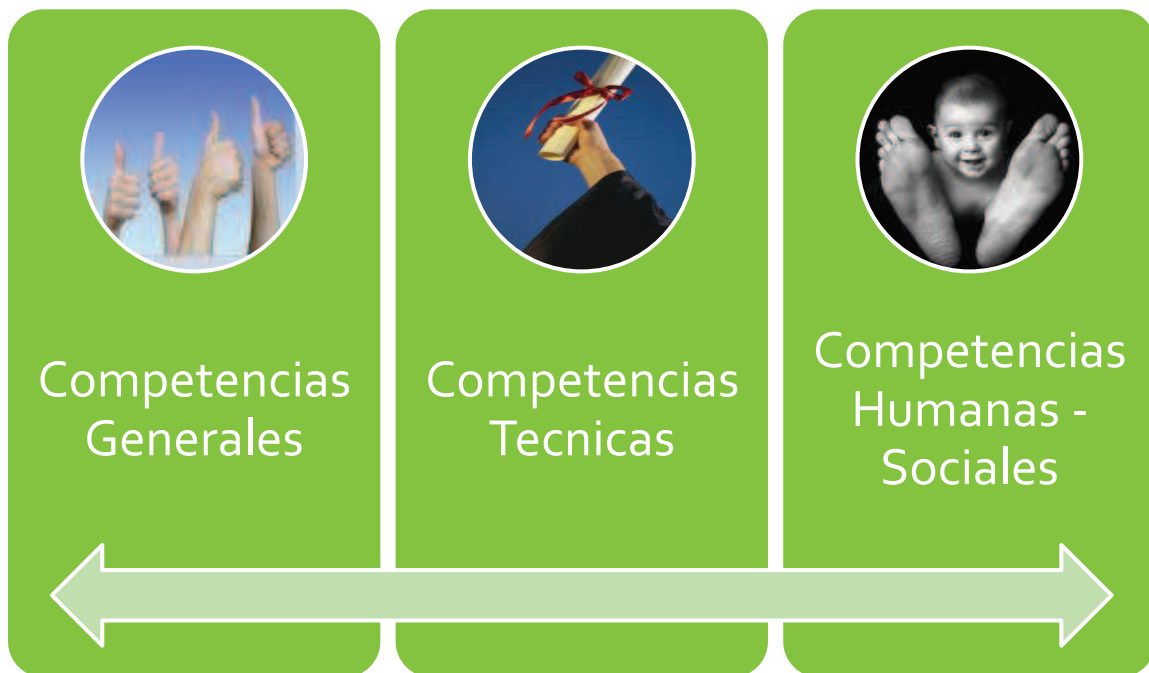 Competencias
Generales
Competencias
Tecnicas
Competencias
Humanas -
Sociales